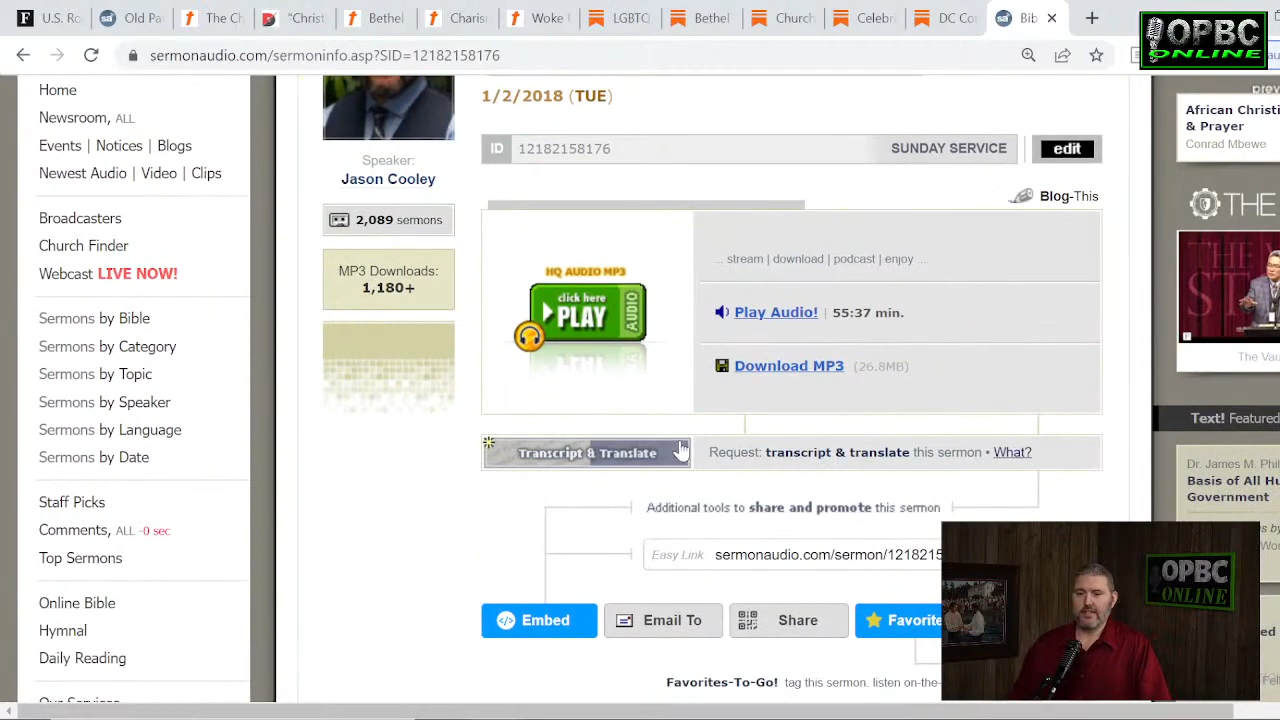 U.S. Ro
Old Pa
The Ch
"Christ
Bethel
Charis
Woke
LGBTQ
Bethel
Church
Celebr
DC Co
Bib
OPBC
ONLINE
sermonaudio.com/sermoninfo.asp?SID=12182158176
Home
Newsroom, ALL
Events | Notices | Blogs
Newest Audio | Video | Clips
Broadcasters
Church Finder
Webcast LIVE NOW!
Sermons by Bible
Sermons by Category
Sermons by Topic
Sermons by Speaker
Sermons by Language
Sermons by Date
Staff Picks
Comments, ALL -0 sec
Top Sermons
Online Bible
Hymnal
Daily Reading
Speaker:
Jason Cooley
2,089 sermons
MP3 Downloads:
1,180+
1/2/2018 (TUE)
ID 12182158176 SUNDAY SERVICE
edit
Blog-This
... stream | download | podcast | enjoy ...
HQ AUDIO MP3
click here
PLAY
AUDIO
Play Audio! | 55:37 min.
Download MP3 (26.8MB)
Transcript & Translate
Request: transcript & translate this sermon • What?
Additional tools to share and promote this sermon
Easy Link sermonaudio.com/sermon/1218215
Embed
Email To
Share
Favorite
Favorites-To-Go! tag this sermon. listen on-the-
prev
African Christi
& Prayer
Conrad Mbewe
THE
The Vau
Text! Featured
Dr. James M. Phil
Basis of All Hu
Government
OPBC
ONLINE